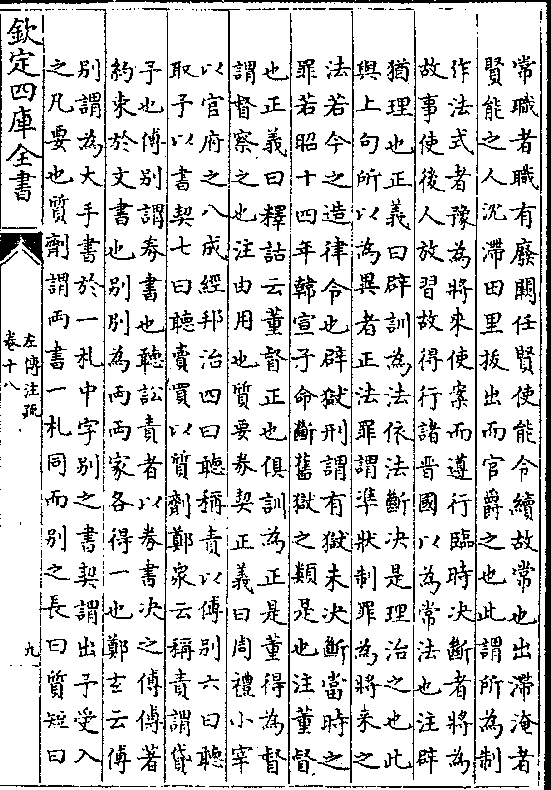 常職者職有廢闕任賢使能令續故常也出滯淹者
賢能之人沉滯田里拔出而官爵之也此謂所為制
作法式者豫為將來使案而遵行臨時决斷者將為
故事使後人放習故得行諸晉國以為常法也注辟
猶理也正義曰辟訓為法依法斷决是理治之也此
與上句所以為異者正法罪謂準狀制罪為將來之
法若今之造律令也辟獄刑謂有獄未决斷當時之
罪若昭十四年韓宣子命斷舊獄之類是也注董督
也正義曰釋詁云董督正也俱訓為正是董得為督
謂督察之也注由用也質要券契正義曰周禮小宰
以官府之八成經邦治四曰聽稱責以傅别六曰聽
取予以書契七曰聽賣買以質劑鄭衆云稱責謂貸
子也傅别謂券書也聽訟責者以券書决之傅傅著
約束於文書也别别為兩兩家各得一也鄭玄云傅
别謂為大手書於一札中字别之書契謂出予受入
之凡要也質劑謂両書一札同而别之長曰質短曰
欽定四庫全書
左傳注疏
卷十八
九